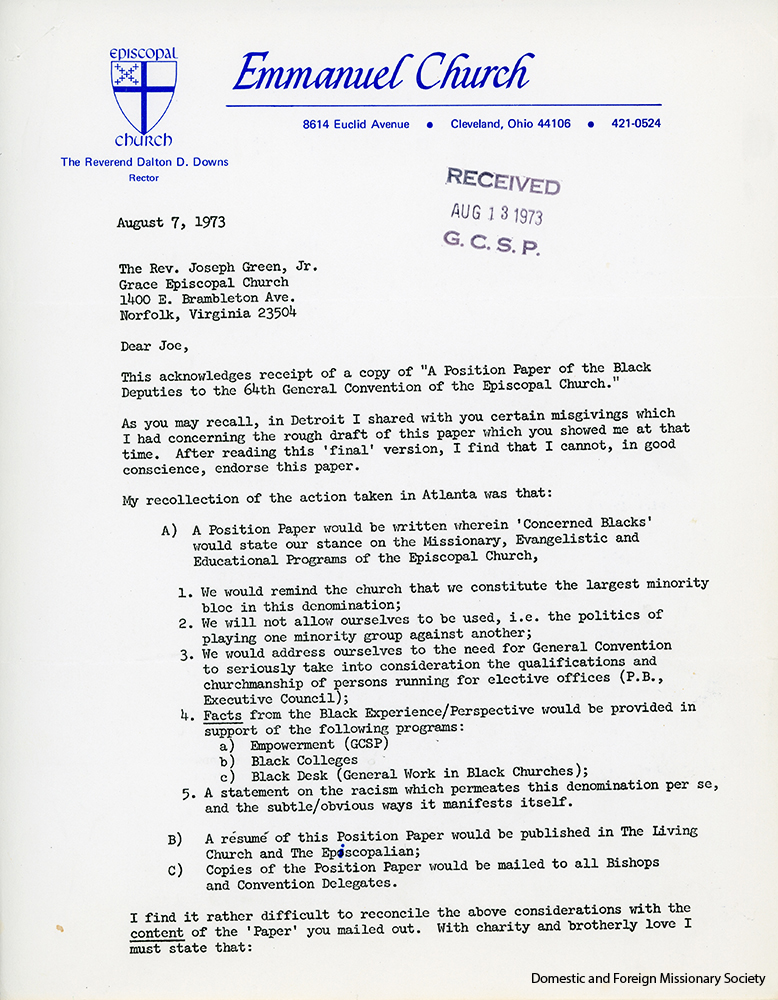 EPISCOPAL
CHURCH
Emmanuel Church
8614 Euclid Avenue • Cleveland, Ohio 44106 • 421-0524
The Reverend Dalton D. Downs
Rector
RECEIVED
AUG 13 1973
G. C. S. P.
August 7, 1973
The Rev. Joseph Green, Jr.
Grace Episcopal Church
1400 E. Brambleton Ave.
Norfolk, Virginia 23504
Dear Joe,
This acknowledges receipt of a copy of "A Position Paper of the Black
Deputies to the 64th General Convention of the Episcopal Church."
As you may recall, in Detroit I shared with you certain misgivings which
I had concerning the rough draft of this paper which you showed me at that
time. After reading this 'final' version, I find that I cannot, in good
conscience, endorse this paper.
My recollection of the action taken in Atlanta was that:
A) A Position Paper would be written wherein 'Concerned Blacks'
would state our stance on the Missionary, Evangelistic and
Educational Programs of the Episcopal Church,
1. We would remind the church that we constitute the largest minority
bloc in this denomination;
2. We will not allow ourselves to be used, i.e. the politics of
playing one minority group against another;
3. We would address ourselves to the need for General Convention
to seriously take into consideration the qualifications and
churchmanship of persons running for elective offices (P.B.,
Executive Council);
4. Facts from the Black Experience/Perspective would be provided in
support of the following programs:
a) Empowerment (GCSP)
b) Black Colleges
c) Black Desk (General Work in Black Churches);
5. A statement on the racism which permeates this denomination per se,
and the subtle/obvious ways it manifests itself.
B) A résumé of this Position Paper would be published in The Living
Church and The Episcopalian;
C) Copies of the Position Paper would be mailed to all Bishops
and Convention Delegates.
I find it rather difficult to reconcile the above considerations with the
content of the 'Paper' you mailed out. With charity and brotherly love I
must state that:
Domestic and Foreign Missionary Society